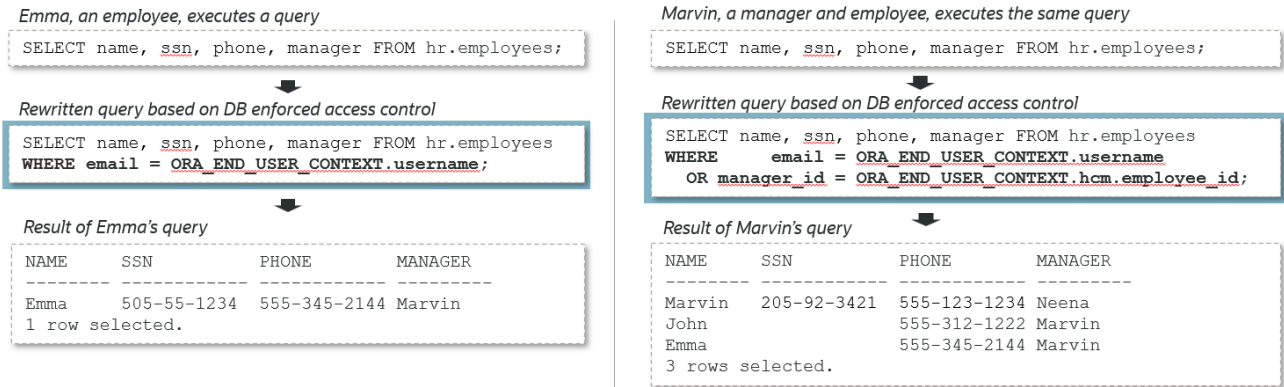 Emma, an employee, executes a query
SELECT name, ssn, phone, manager FROM hr.employees;
Rewritten query based on DB enforced access control
SELECT name, ssn, phone, manager FROM hr.employees
WHERE email = ORA_END_USER_CONTEXT.username;
Result of Emma's query
NAME     SSN          PHONE        MANAGER
-------- ------------ ------------ ---------
Emma     505-55-1234  555-345-2144 Marvin
1 row selected.
Marvin, a manager and employee, executes the same query
SELECT name, ssn, phone, manager FROM hr.employees;
Rewritten query based on DB enforced access control
SELECT name, ssn, phone, manager FROM hr.employees
WHERE     email = ORA_END_USER_CONTEXT.username
  OR manager_id = ORA_END_USER_CONTEXT.hcm.employee_id;
Result of Marvin's query
NAME     SSN          PHONE        MANAGER
-------- ------------ ------------ ---------
Marvin   205-92-3421  555-123-1234 Neena
John                  555-312-1222 Marvin
Emma                  555-345-2144 Marvin
3 rows selected.